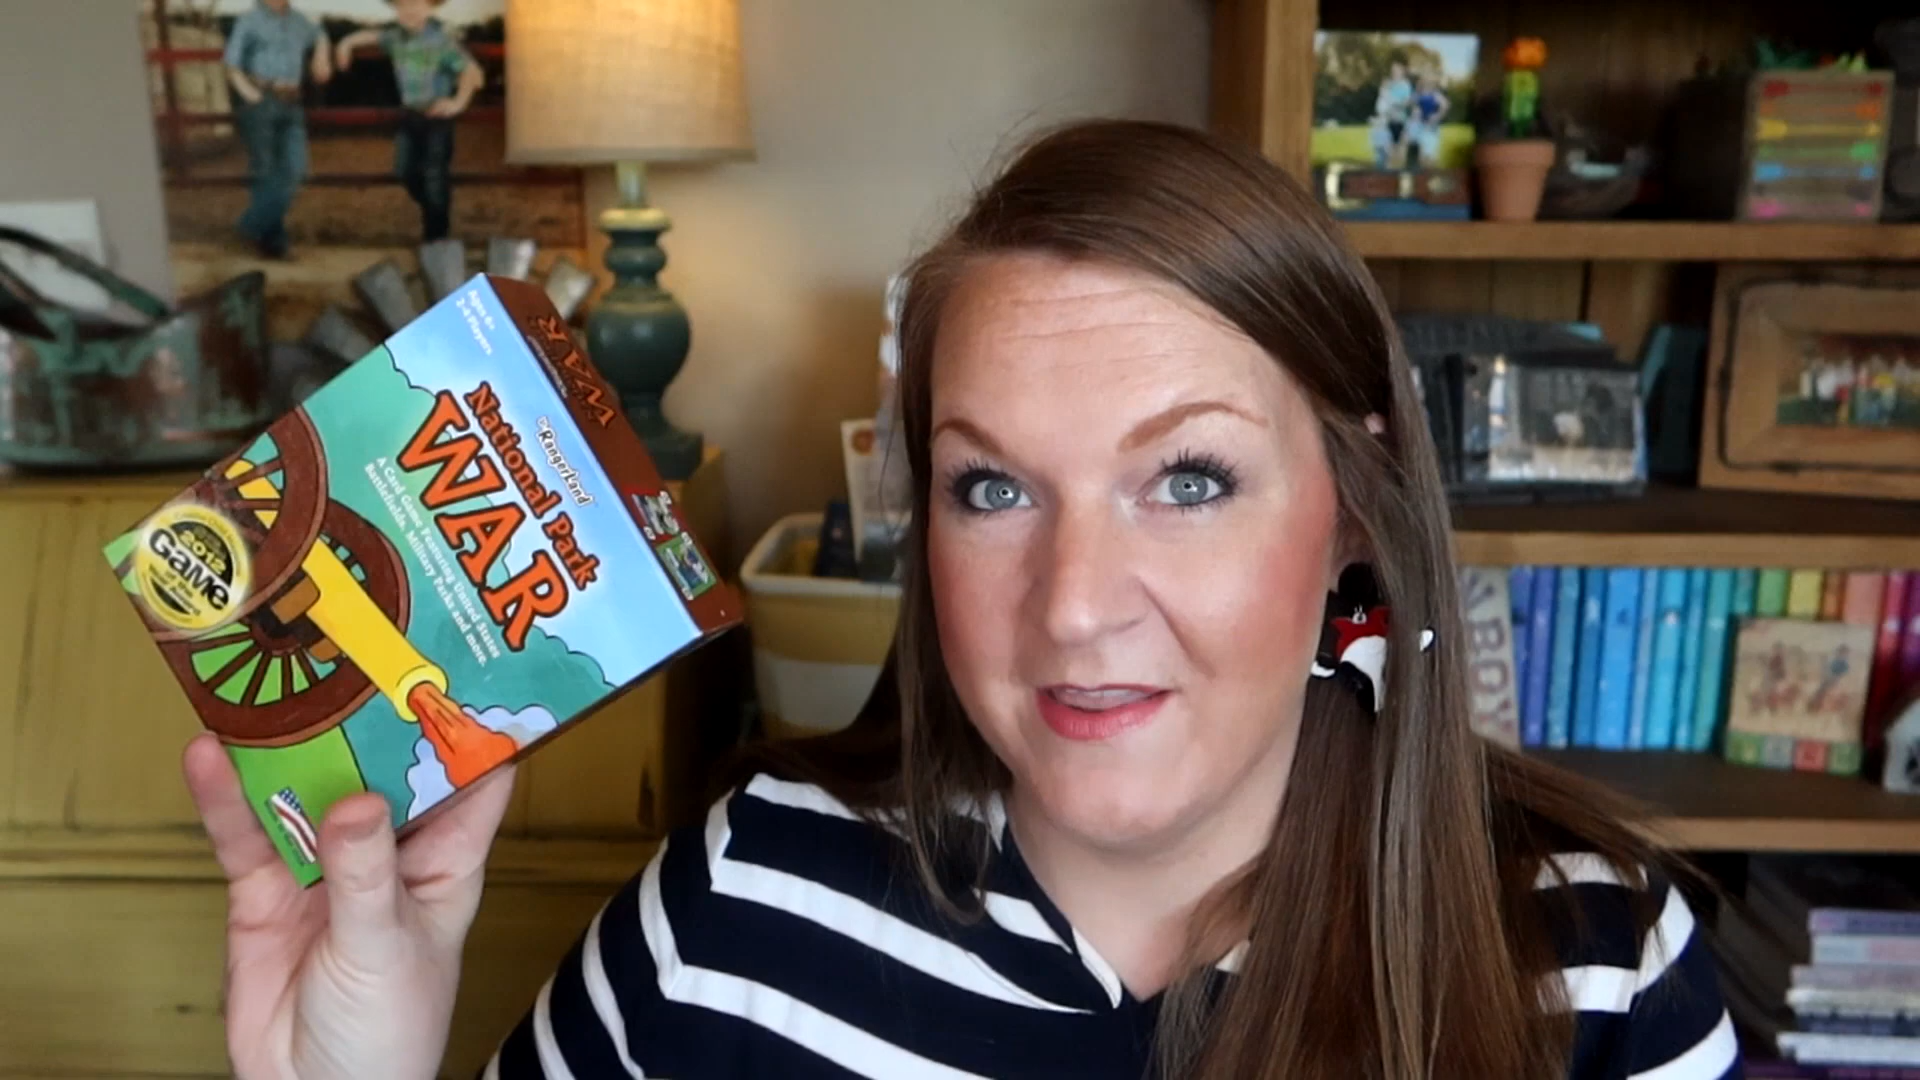 Ages 6+
2-4 Players
RangerLand
National Park
WAR
A Card Game Featuring United States
Battlefields, Military Parks and more.
2012
GaMe
WAR
BOY